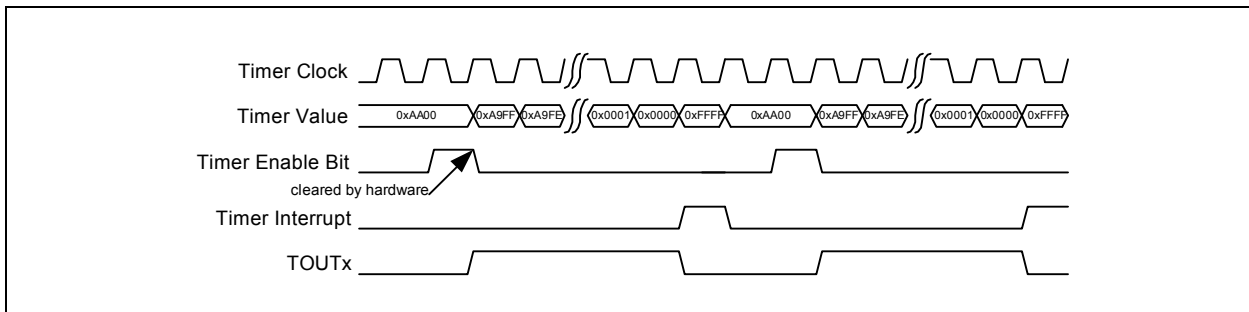 Timer Clock
Timer Value 0xAA00 0xA9FF 0xA9FE 0x0001 0x0000 0xFFFF 0xAA00 0xA9FF 0xA9FE 0x0001 0x0000 0xFFFF
Timer Enable Bit
cleared by hardware
Timer Interrupt
TOUTx